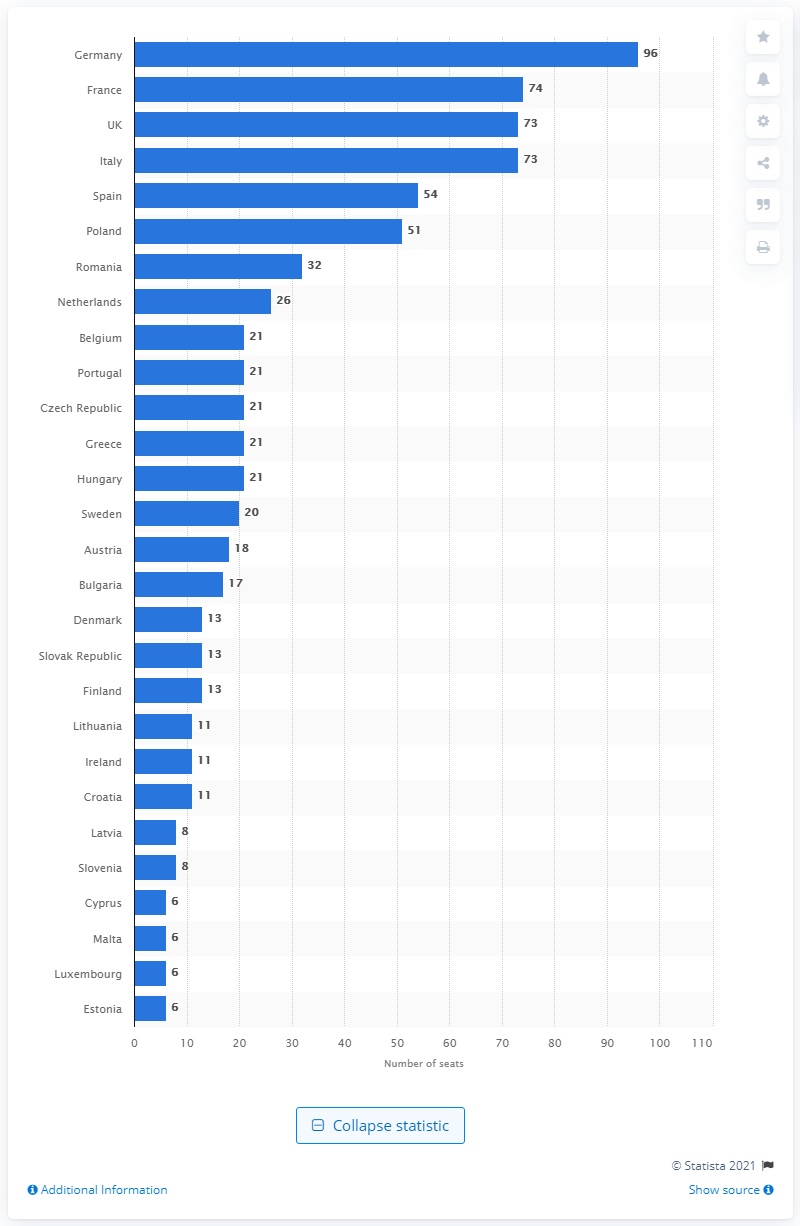 Germany 96
France 74
UK 73
Italy 73
Spain 54
Poland 51
Romania 32
Netherlands 26
Belgium 21
Portugal 21
Czech Republic 21
Greece 21
Hungary 21
Sweden 20
Austria 18
Bulgaria 17
Denmark 13
Slovak Republic 13
Finland 13
Lithuania 11
Ireland 11
Croatia 11
Latvia 8
Slovenia 8
Cyprus 6
Malta 6
Luxembourg 6
Estonia 6
0 10 20 30 40 50 60 70 80 90 100 110
Number of seats
Collapse statistic
© Statista 2021
Additional Information
Show source